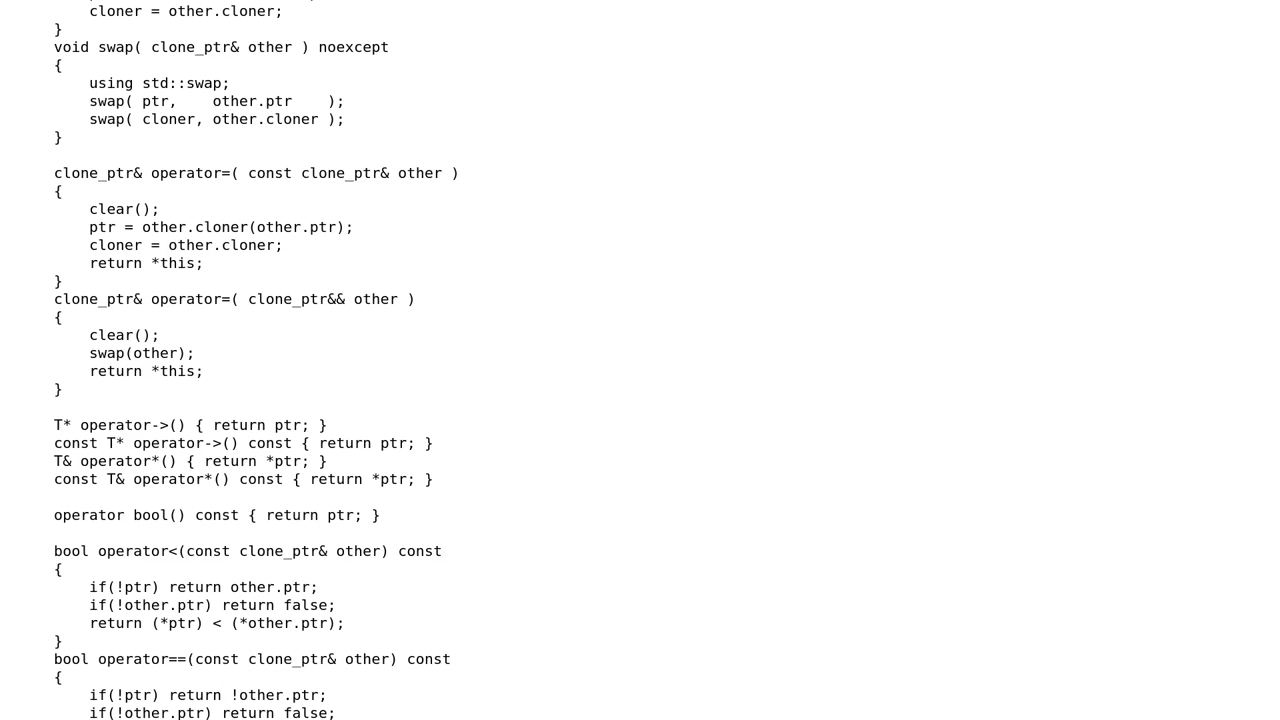 cloner = other.cloner;
}
void swap( clone_ptr& other ) noexcept
{
using std::swap;
swap( ptr,    other.ptr    );
swap( cloner, other.cloner );
}
clone_ptr& operator=( const clone_ptr& other )
{
clear();
ptr = other.cloner(other.ptr);
cloner = other.cloner;
return *this;
}
clone_ptr& operator=( clone_ptr&& other )
{
clear();
swap(other);
return *this;
}
T* operator->() { return ptr; }
const T* operator->() const { return ptr; }
T& operator*() { return *ptr; }
const T& operator*() const { return *ptr; }
operator bool() const { return ptr; }
bool operator<(const clone_ptr& other) const
{
if(!ptr) return other.ptr;
if(!other.ptr) return false;
return (*ptr) < (*other.ptr);
}
bool operator==(const clone_ptr& other) const
{
if(!ptr) return !other.ptr;
if(!other.ptr) return false;